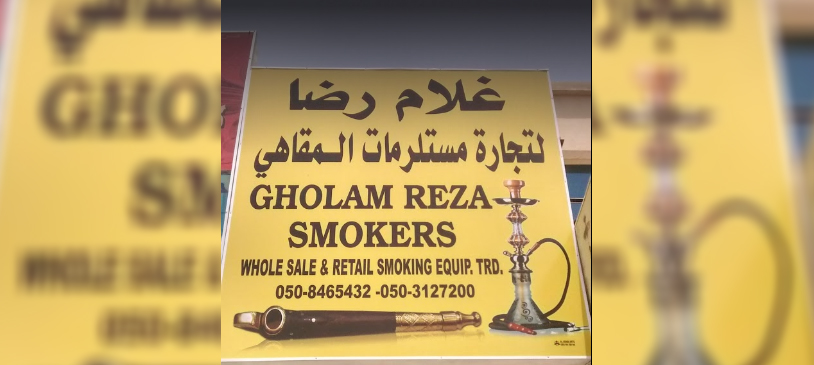 غلام رضا
لتجارة مستلزمات المقاهي
GHOLAM REZA
SMOKERS
WHOLE SALE & RETAIL SMOKING EQUIP. TRD.
050-8465432 -050-3127200